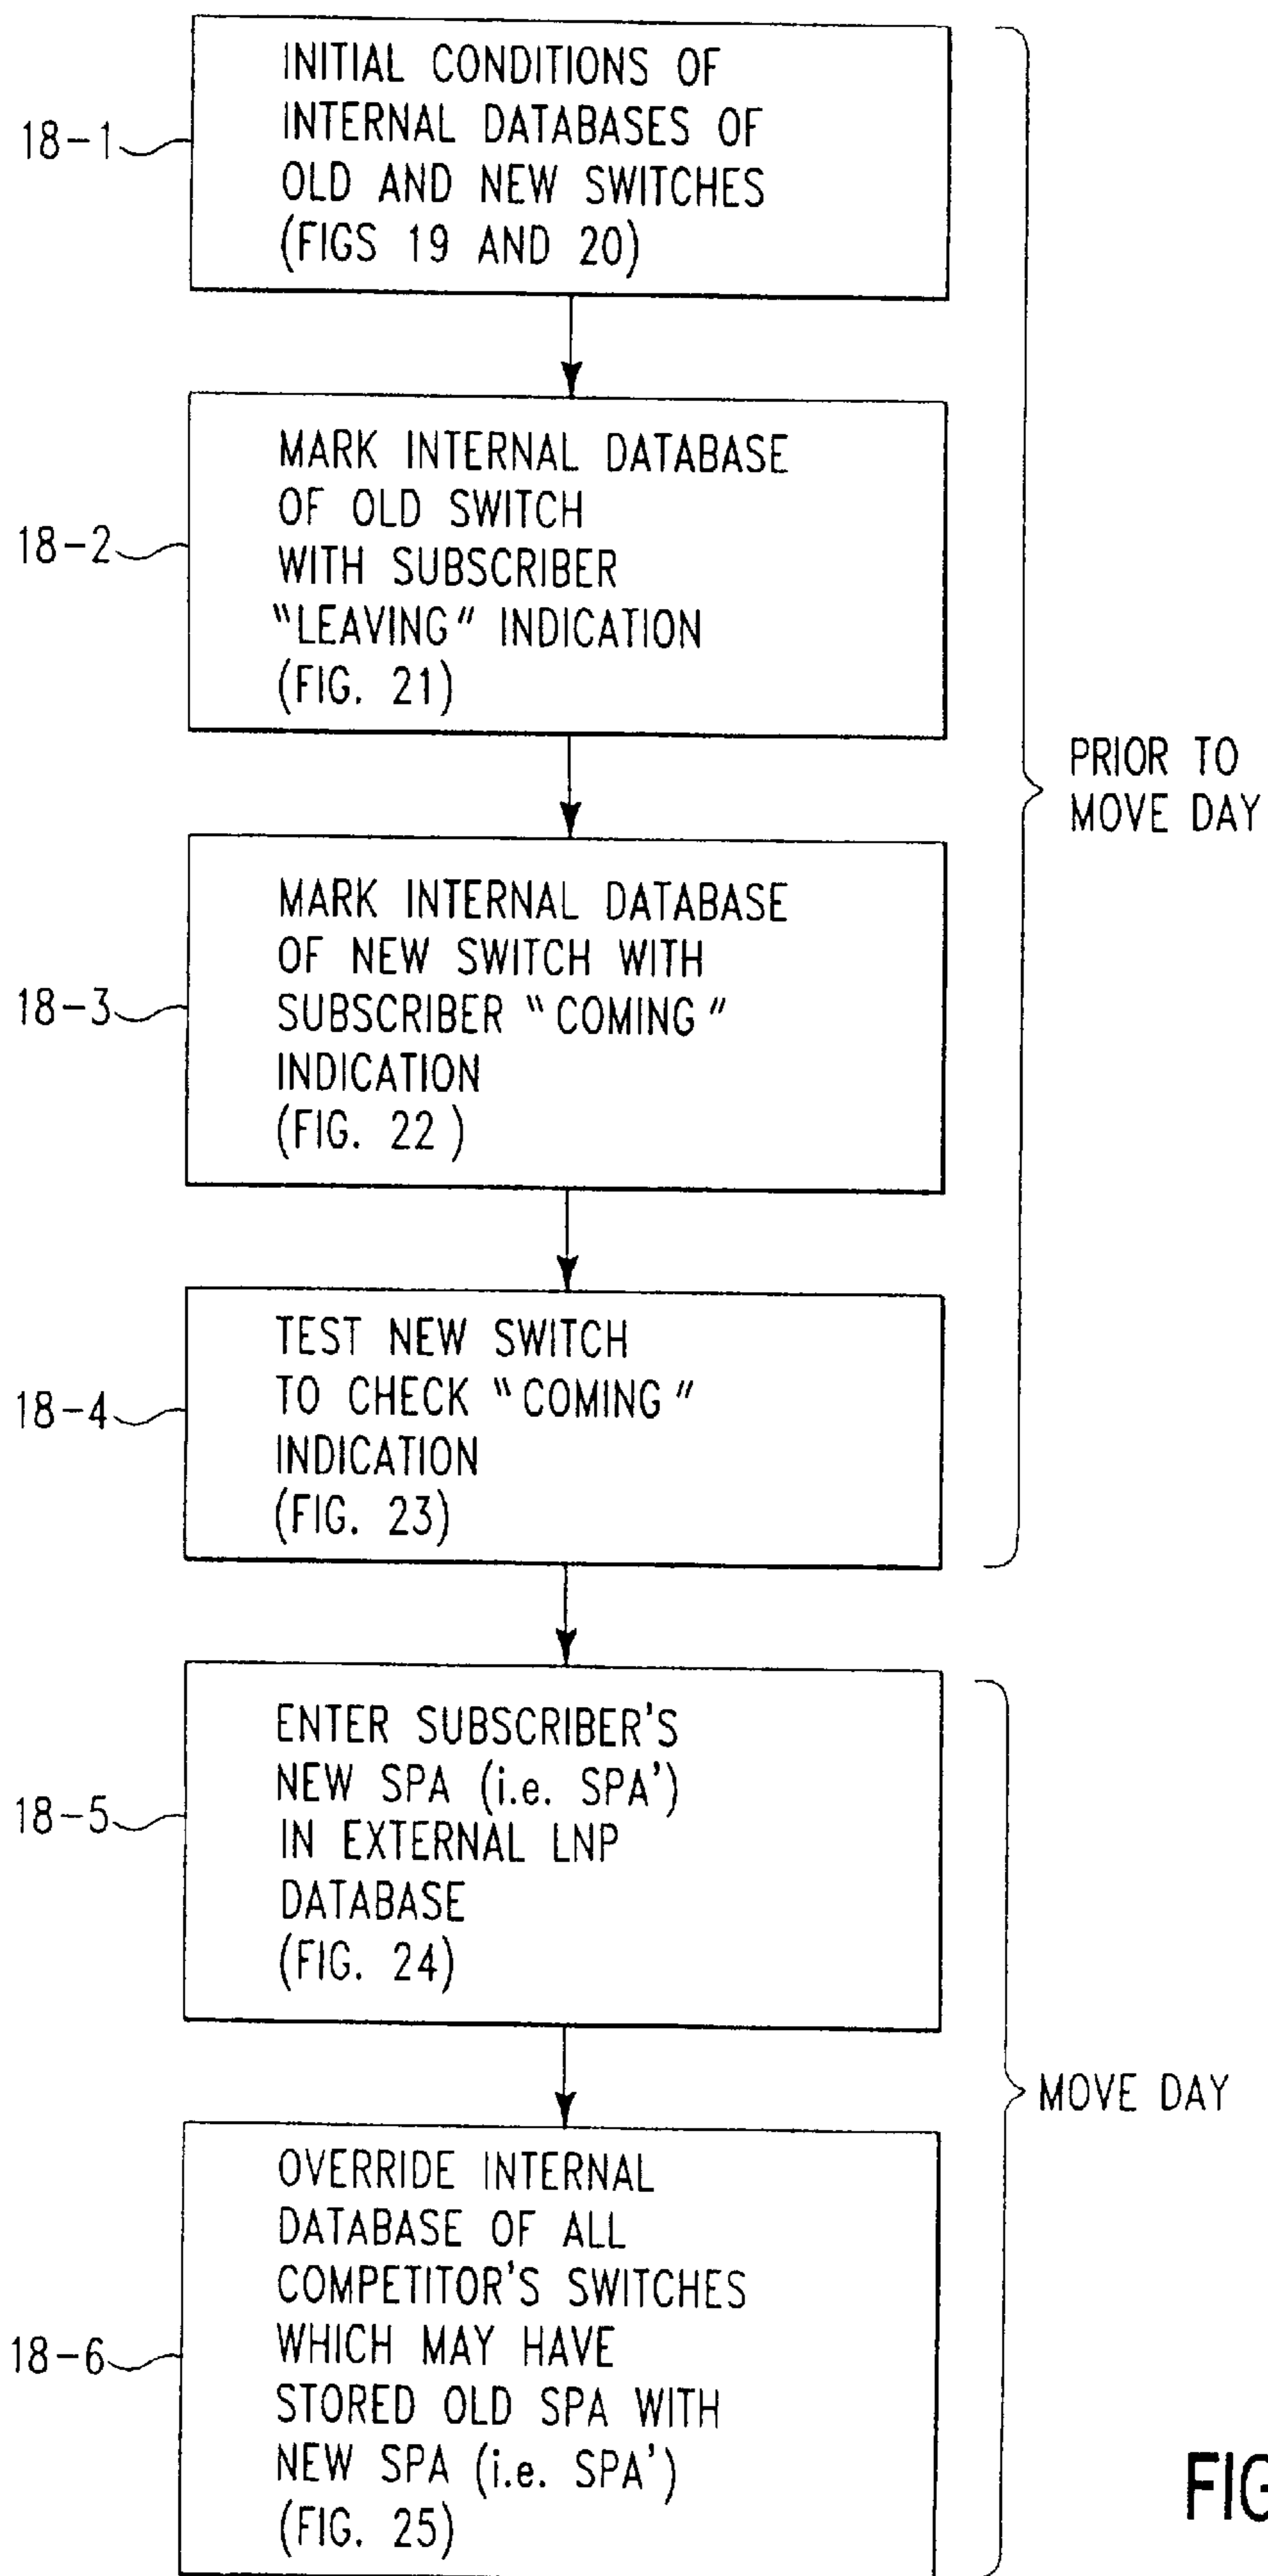 18-1
INITIAL CONDITIONS OF
INTERNAL DATABASES OF
OLD AND NEW SWITCHES
(FIGS 19 AND 20)
18-2
MARK INTERNAL DATABASE
OF OLD SWITCH
WITH SUBSCRIBER
"LEAVING" INDICATION
(FIG. 21)
PRIOR TO
MOVE DAY
18-3
MARK INTERNAL DATABASE
OF NEW SWITCH WITH
SUBSCRIBER "COMING"
INDICATION
(FIG. 22 )
18-4
TEST NEW SWITCH
TO CHECK "COMING"
INDICATION
(FIG. 23)
18-5
ENTER SUBSCRIBER'S
NEW SPA (i.e. SPA')
IN EXTERNAL LNP
DATABASE
(FIG. 24)
MOVE DAY
18-6
OVERRIDE INTERNAL
DATABASE OF ALL
COMPETITOR'S SWITCHES
WHICH MAY HAVE
STORED OLD SPA WITH
NEW SPA (i.e. SPA')
(FIG. 25)